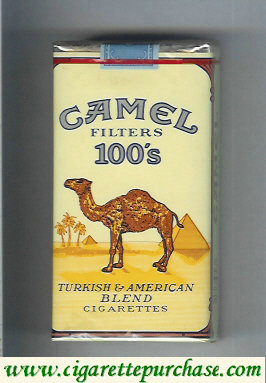 CAMEL
FILTERS
100's
TURKISH & AMERICAN
BLEND
CIGARETTES
www.cigarettepurchase.com